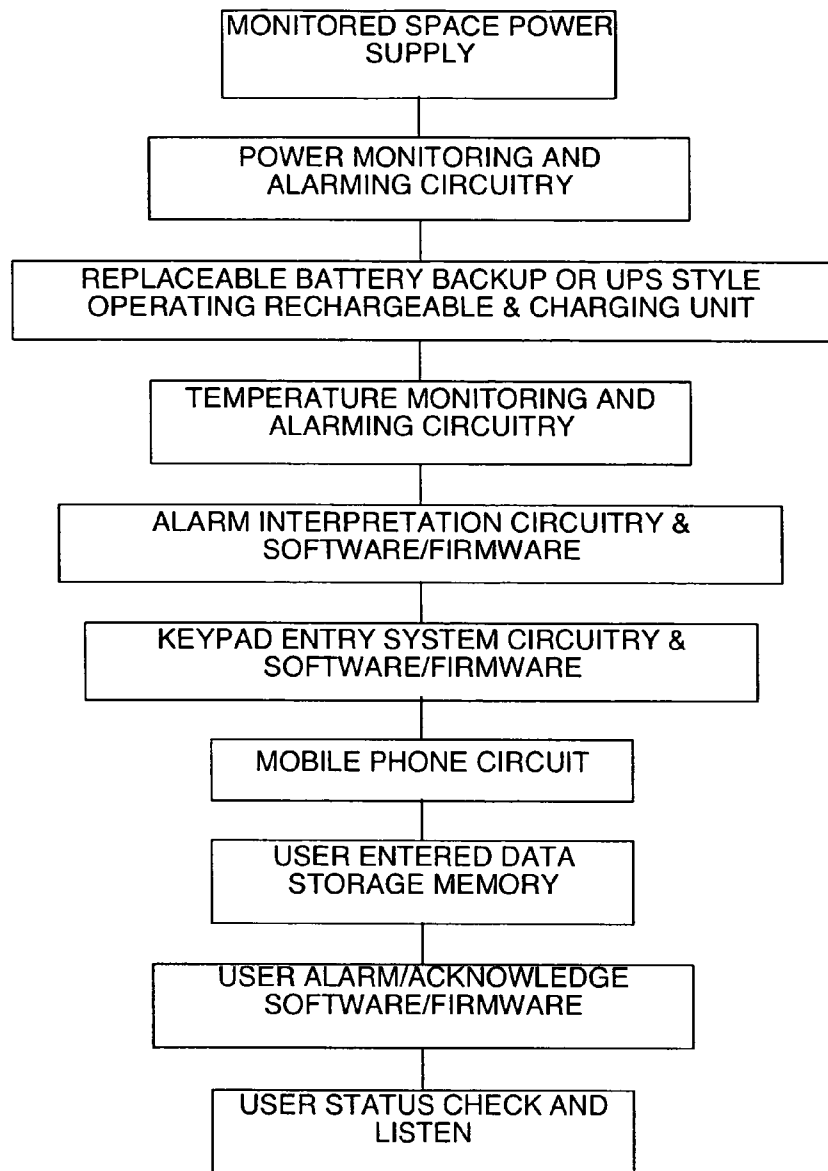 MONITORED SPACE POWER
SUPPLY
POWER MONITORING AND
ALARMING CIRCUITRY
REPLACEABLE BATTERY BACKUP OR UPS STYLE
OPERATING RECHARGEABLE & CHARGING UNIT
TEMPERATURE MONITORING AND
ALARMING CIRCUITRY
ALARM INTERPRETATION CIRCUITRY &
SOFTWARE/FIRMWARE
KEYPAD ENTRY SYSTEM CIRCUITRY &
SOFTWARE/FIRMWARE
MOBILE PHONE CIRCUIT
USER ENTERED DATA
STORAGE MEMORY
USER ALARM/ACKNOWLEDGE
SOFTWARE/FIRMWARE
USER STATUS CHECK AND
LISTEN